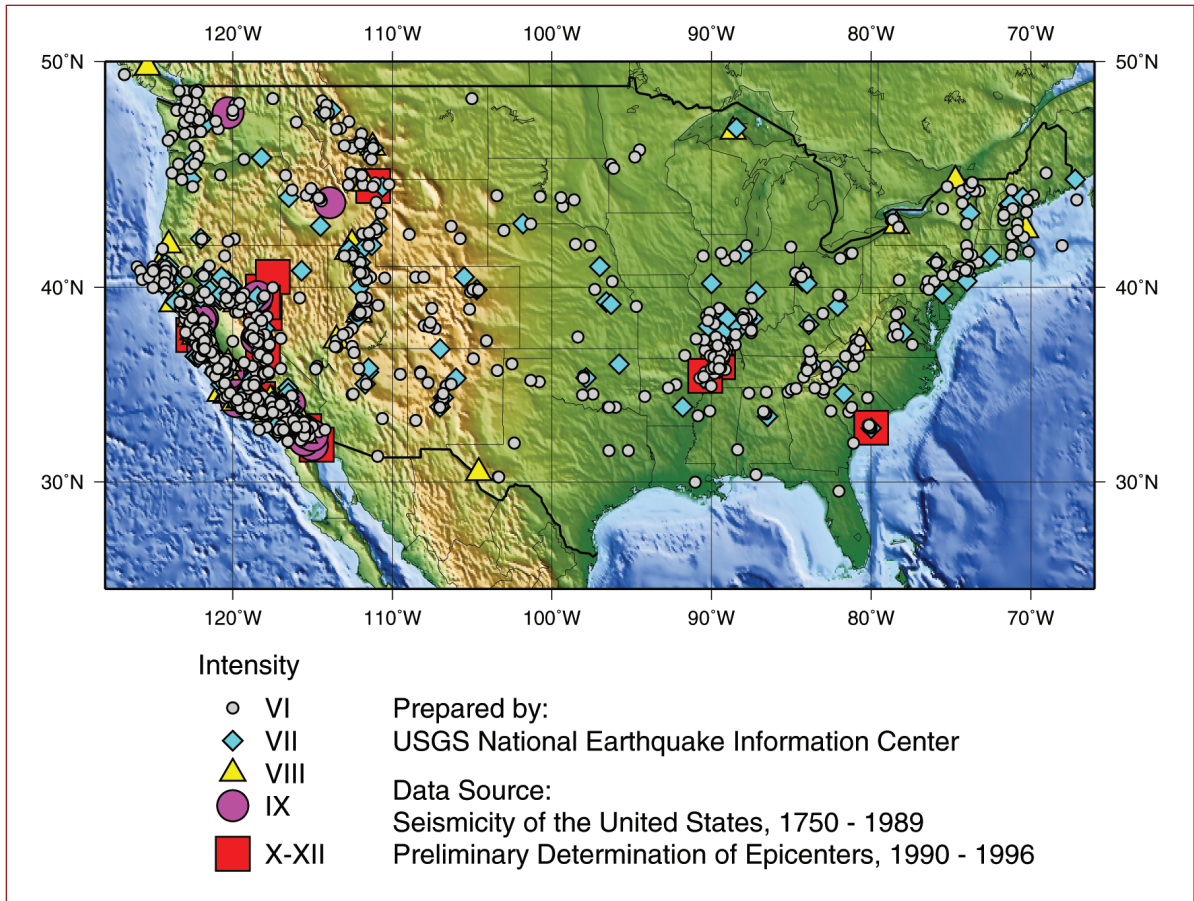 120˚W 110˚W 100˚W 90˚W 80˚W 70˚W
50˚N 50˚N
40˚N 40˚N
30˚N 30˚N
120˚W 110˚W 100˚W 90˚W 80˚W 70˚W
Intensity
VI
VII
VIII
IX
X-XII
Prepared by:
USGS National Earthquake Information Center
Data Source:
Seismicity of the United States, 1750 - 1989
Preliminary Determination of Epicenters, 1990 - 1996